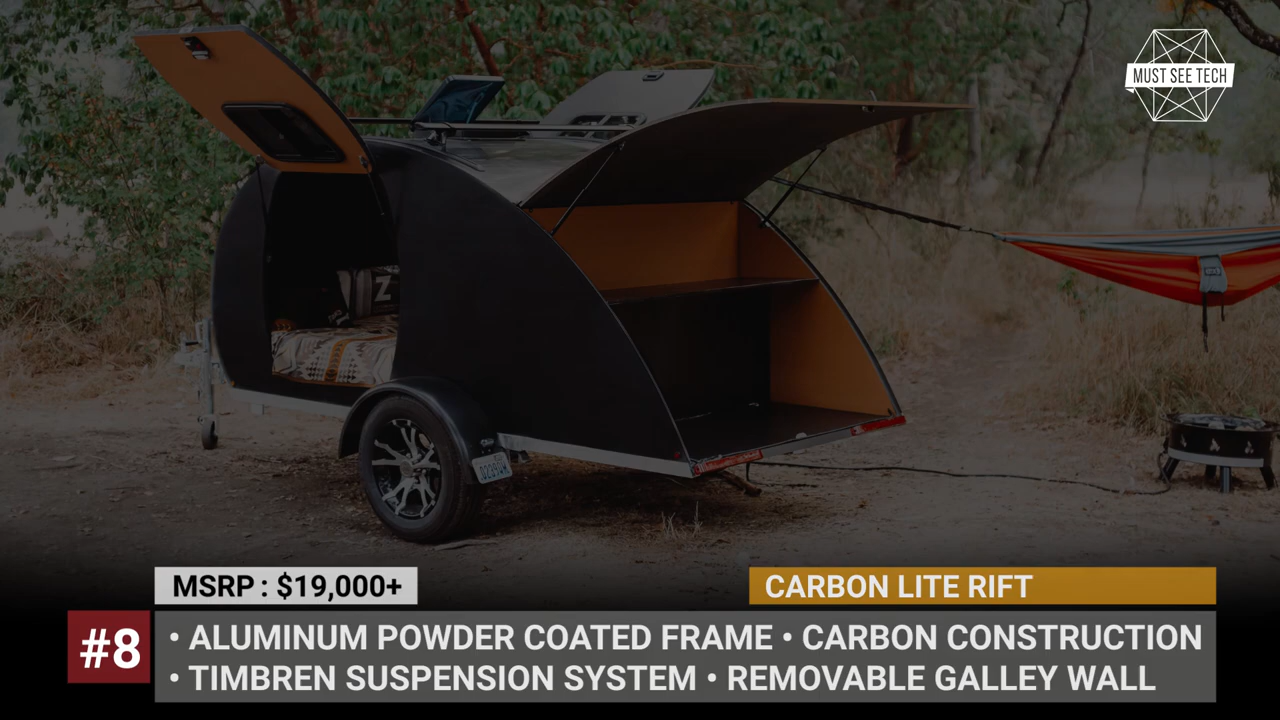 MUST SEE TECH
Z
MSRP : $19,000+
CARBON LITE RIFT
#8
• ALUMINUM POWDER COATED FRAME • CARBON CONSTRUCTION
• TIMBREN SUSPENSION SYSTEM • REMOVABLE GALLEY WALL